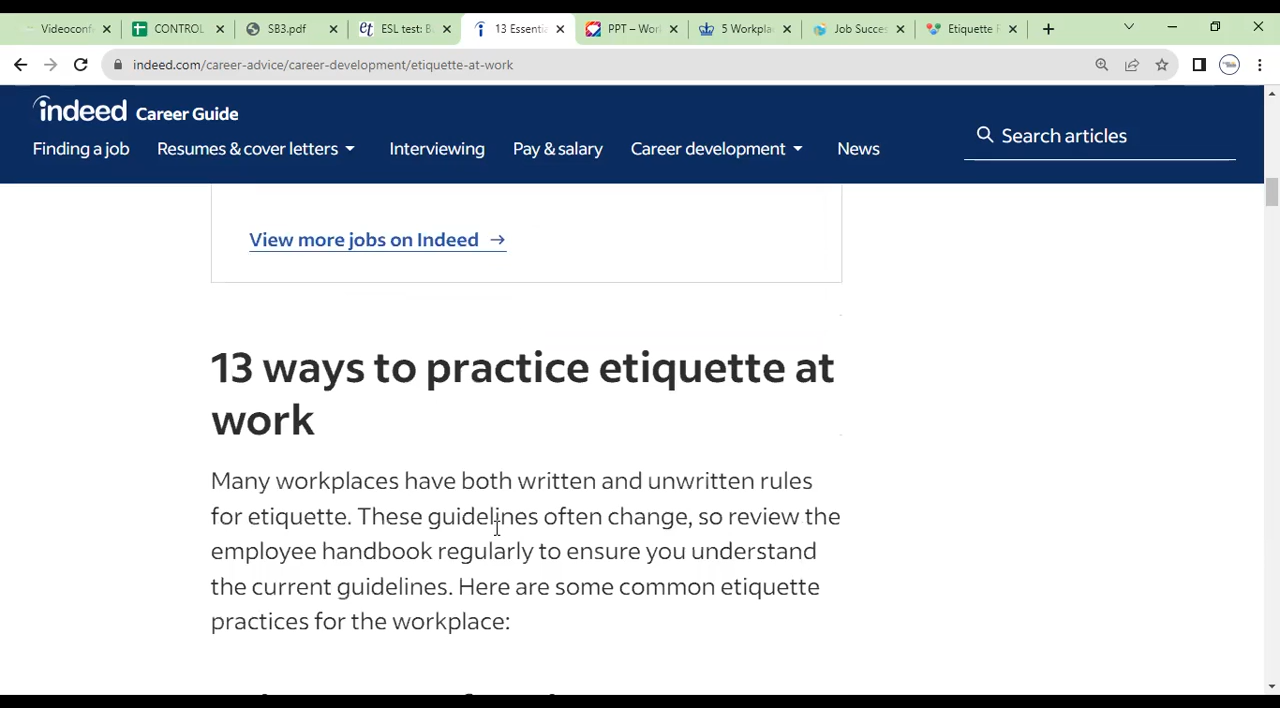 Videoconf
CONTROL
SB3.pdf
ESL test: B
13 Essenti
PPT – Wor
5 Workpla
Job Succes
Etiquette
indeed.com/career-advice/career-development/etiquette-at-work
indeed Career Guide
Finding a job
Resumes & cover letters
Interviewing
Pay & salary
Career development
News
Search articles
View more jobs on Indeed →
13 ways to practice etiquette at
work
Many workplaces have both written and unwritten rules
for etiquette. These guidelines often change, so review the
employee handbook regularly to ensure you understand
the current guidelines. Here are some common etiquette
practices for the workplace: